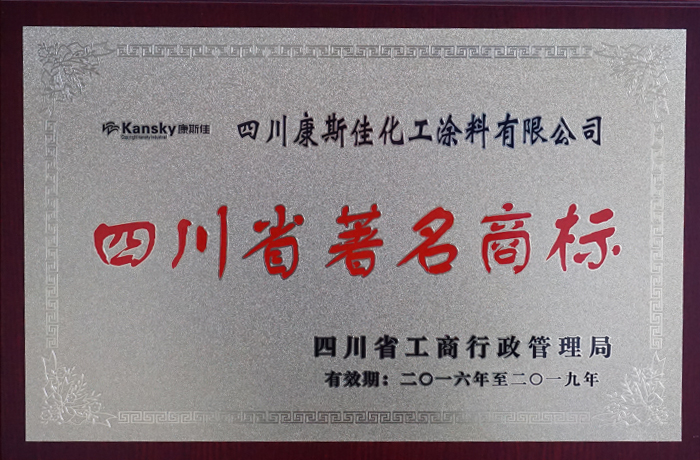 Kansky康斯佳 四川康斯佳化工涂料有限公司
四川省著名商标
四川省工商行政管理局
有效期：二〇一六年至二〇一九年